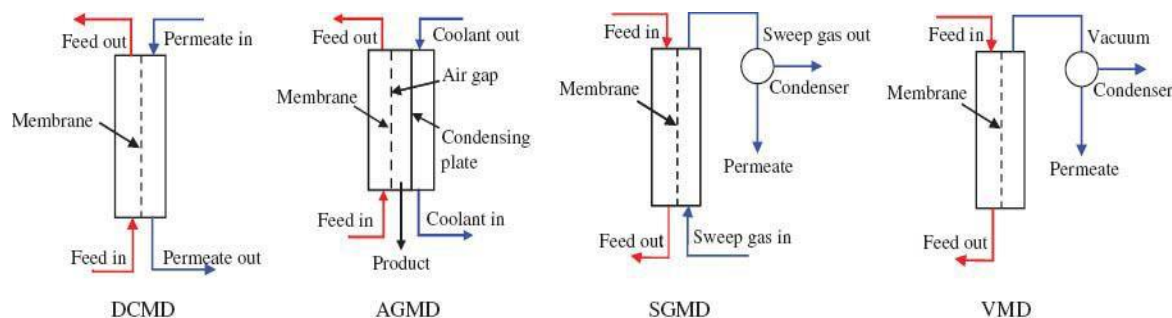 Feed out
Permeate in
Membrane
Feed in
Permeate out
DCMD
Feed out
Coolant out
Air gap
Membrane
Condensing
plate
Feed in
Coolant in
Product
AGMD
Feed in
Sweep gas out
Condenser
Membrane
Permeate
Feed out
Sweep gas in
SGMD
Feed in
Vacuum
Condenser
Membrane
Permeate
Feed out
VMD